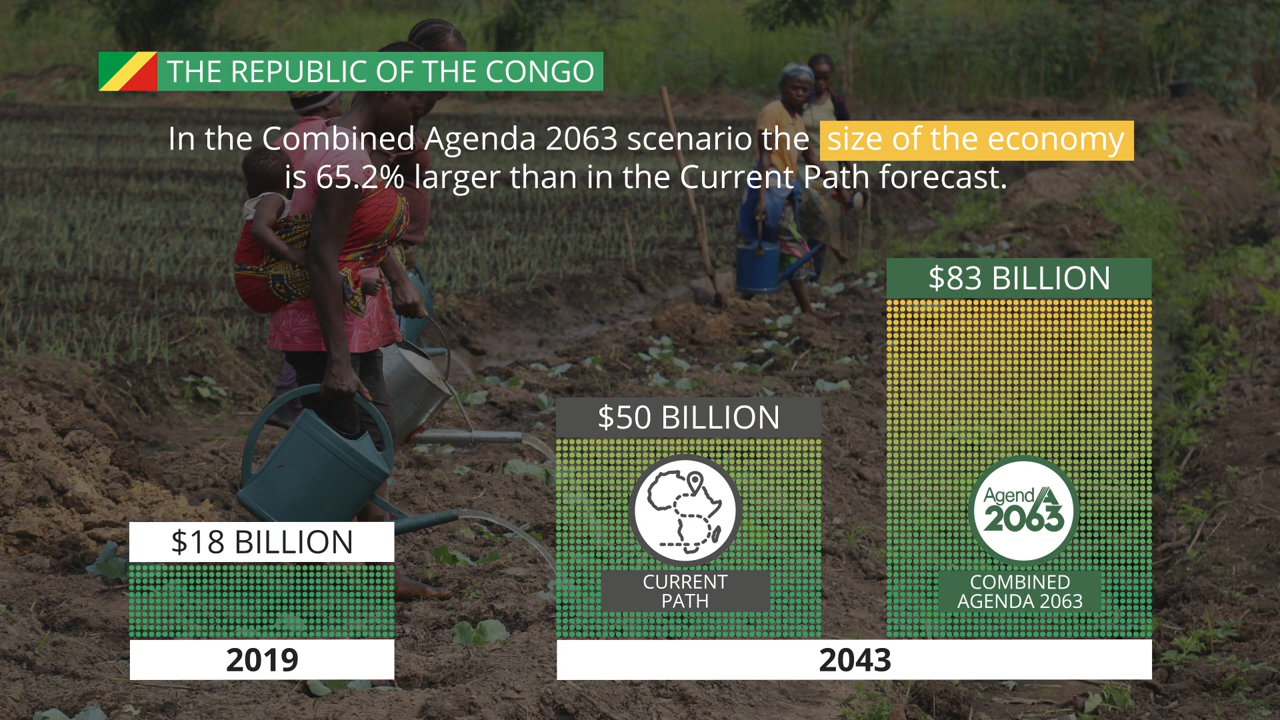 THE REPUBLIC OF THE CONGO
In the Combined Agenda 2063 scenario the size of the economy
is 65.2% larger than in the Current Path forecast.
$83 BILLION
$50 BILLION
$18 BILLION
Agenda
2063
CURRENT
PATH
COMBINED
AGENDA 2063
2019
2043